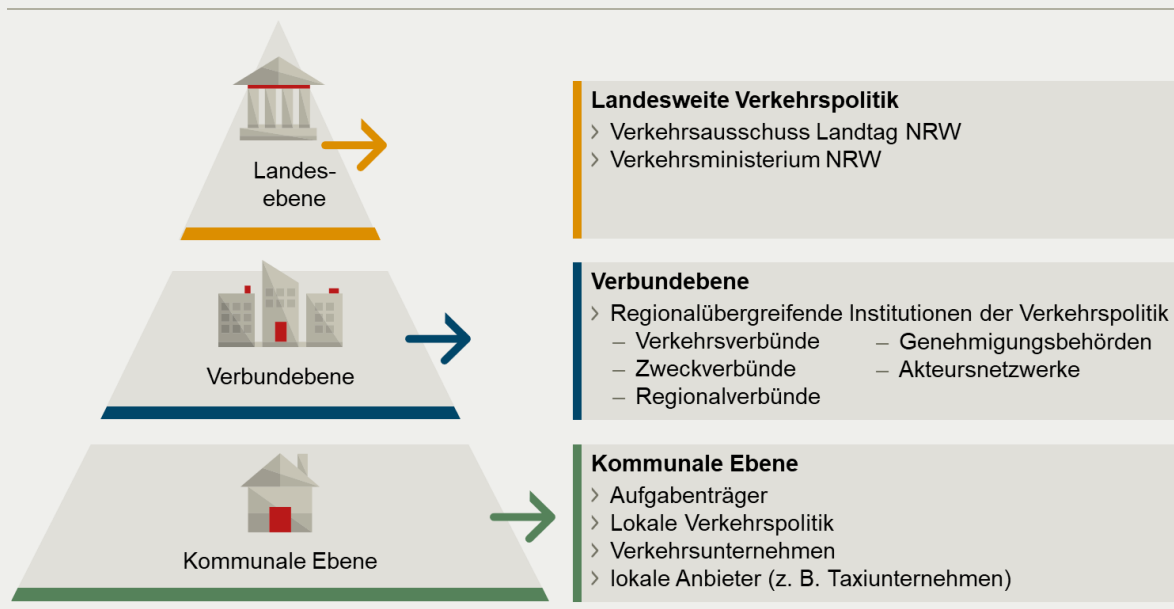 Landes-
ebene
Landesweite Verkehrspolitik
› Verkehrsausschuss Landtag NRW
› Verkehrsministerium NRW
Verbundebene
Verbundebene
› Regionalübergreifende Institutionen der Verkehrspolitik
– Verkehrsverbünde – Genehmigungsbehörden
– Zweckverbünde – Akteursnetzwerke
– Regionalverbünde
Kommunale Ebene
Kommunale Ebene
› Aufgabenträger
› Lokale Verkehrspolitik
› Verkehrsunternehmen
› lokale Anbieter (z. B. Taxiunternehmen)